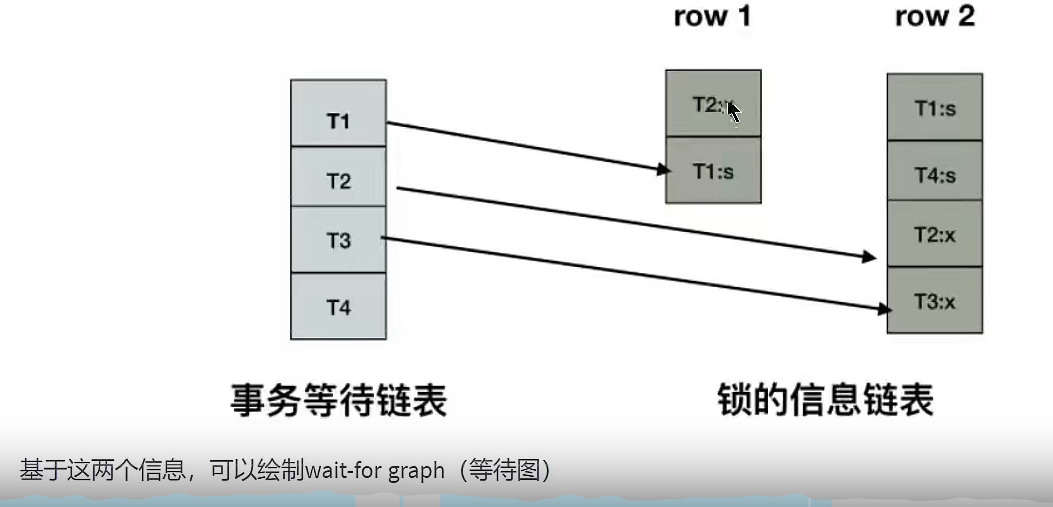 row 1
row 2
T1
T2
T3
T4
T2:
T1:s
T1:s
T4:s
T2:x
T3:x
事务等待链表
锁的信息链表
基于这两个信息，可以绘制wait-for graph（等待图）